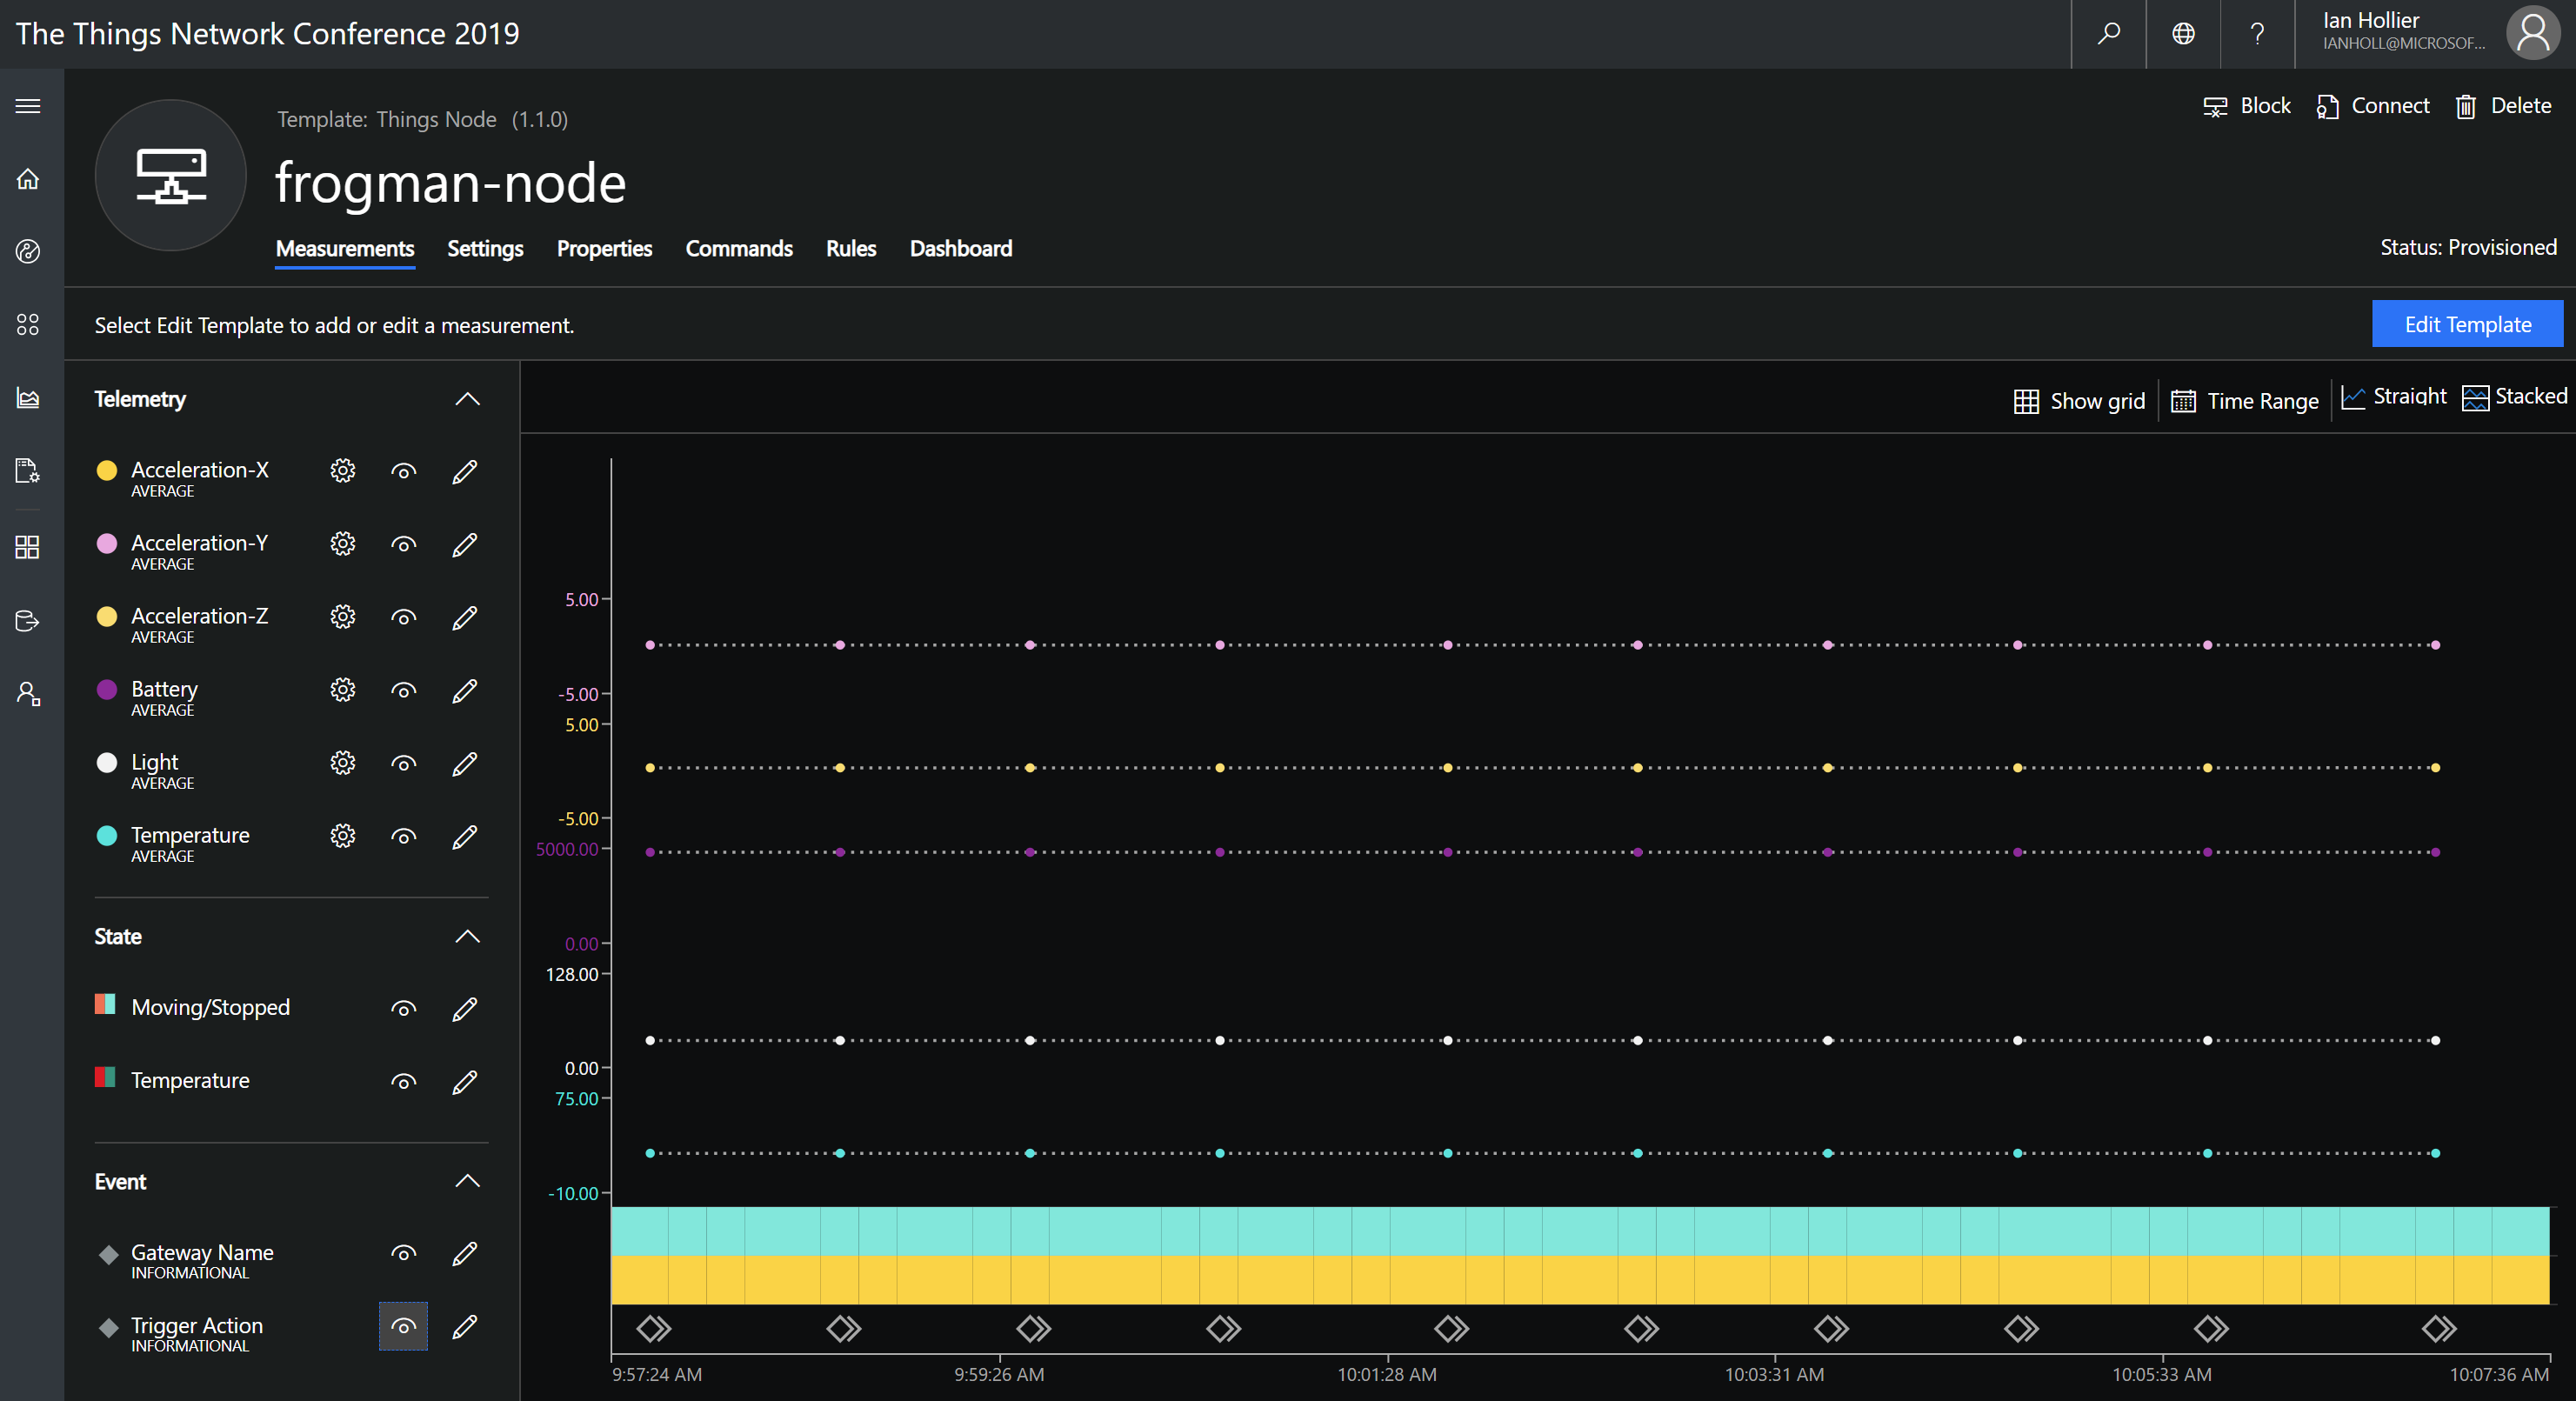 The Things Network Conference 2019
Ian Hollier
IANHOLL@MICROSOF...
Template: Things Node (1.1.0)
Block
Connect
Delete
frogman-node
Measurements
Settings
Properties
Commands
Rules
Dashboard
Status: Provisioned
Select Edit Template to add or edit a measurement.
Edit Template
Telemetry
Acceleration-X
AVERAGE
Acceleration-Y
AVERAGE
Acceleration-Z
AVERAGE
Battery
AVERAGE
Light
AVERAGE
Temperature
AVERAGE
State
Moving/Stopped
Temperature
Event
Gateway Name
INFORMATIONAL
Trigger Action
INFORMATIONAL
Show grid
Time Range
Straight
Stacked
5.00
-5.00
5.00
-5.00
5000.00
0.00
128.00
0.00
75.00
-10.00
9:57:24 AM
9:59:26 AM
10:01:28 AM
10:03:31 AM
10:05:33 AM
10:07:36 AM